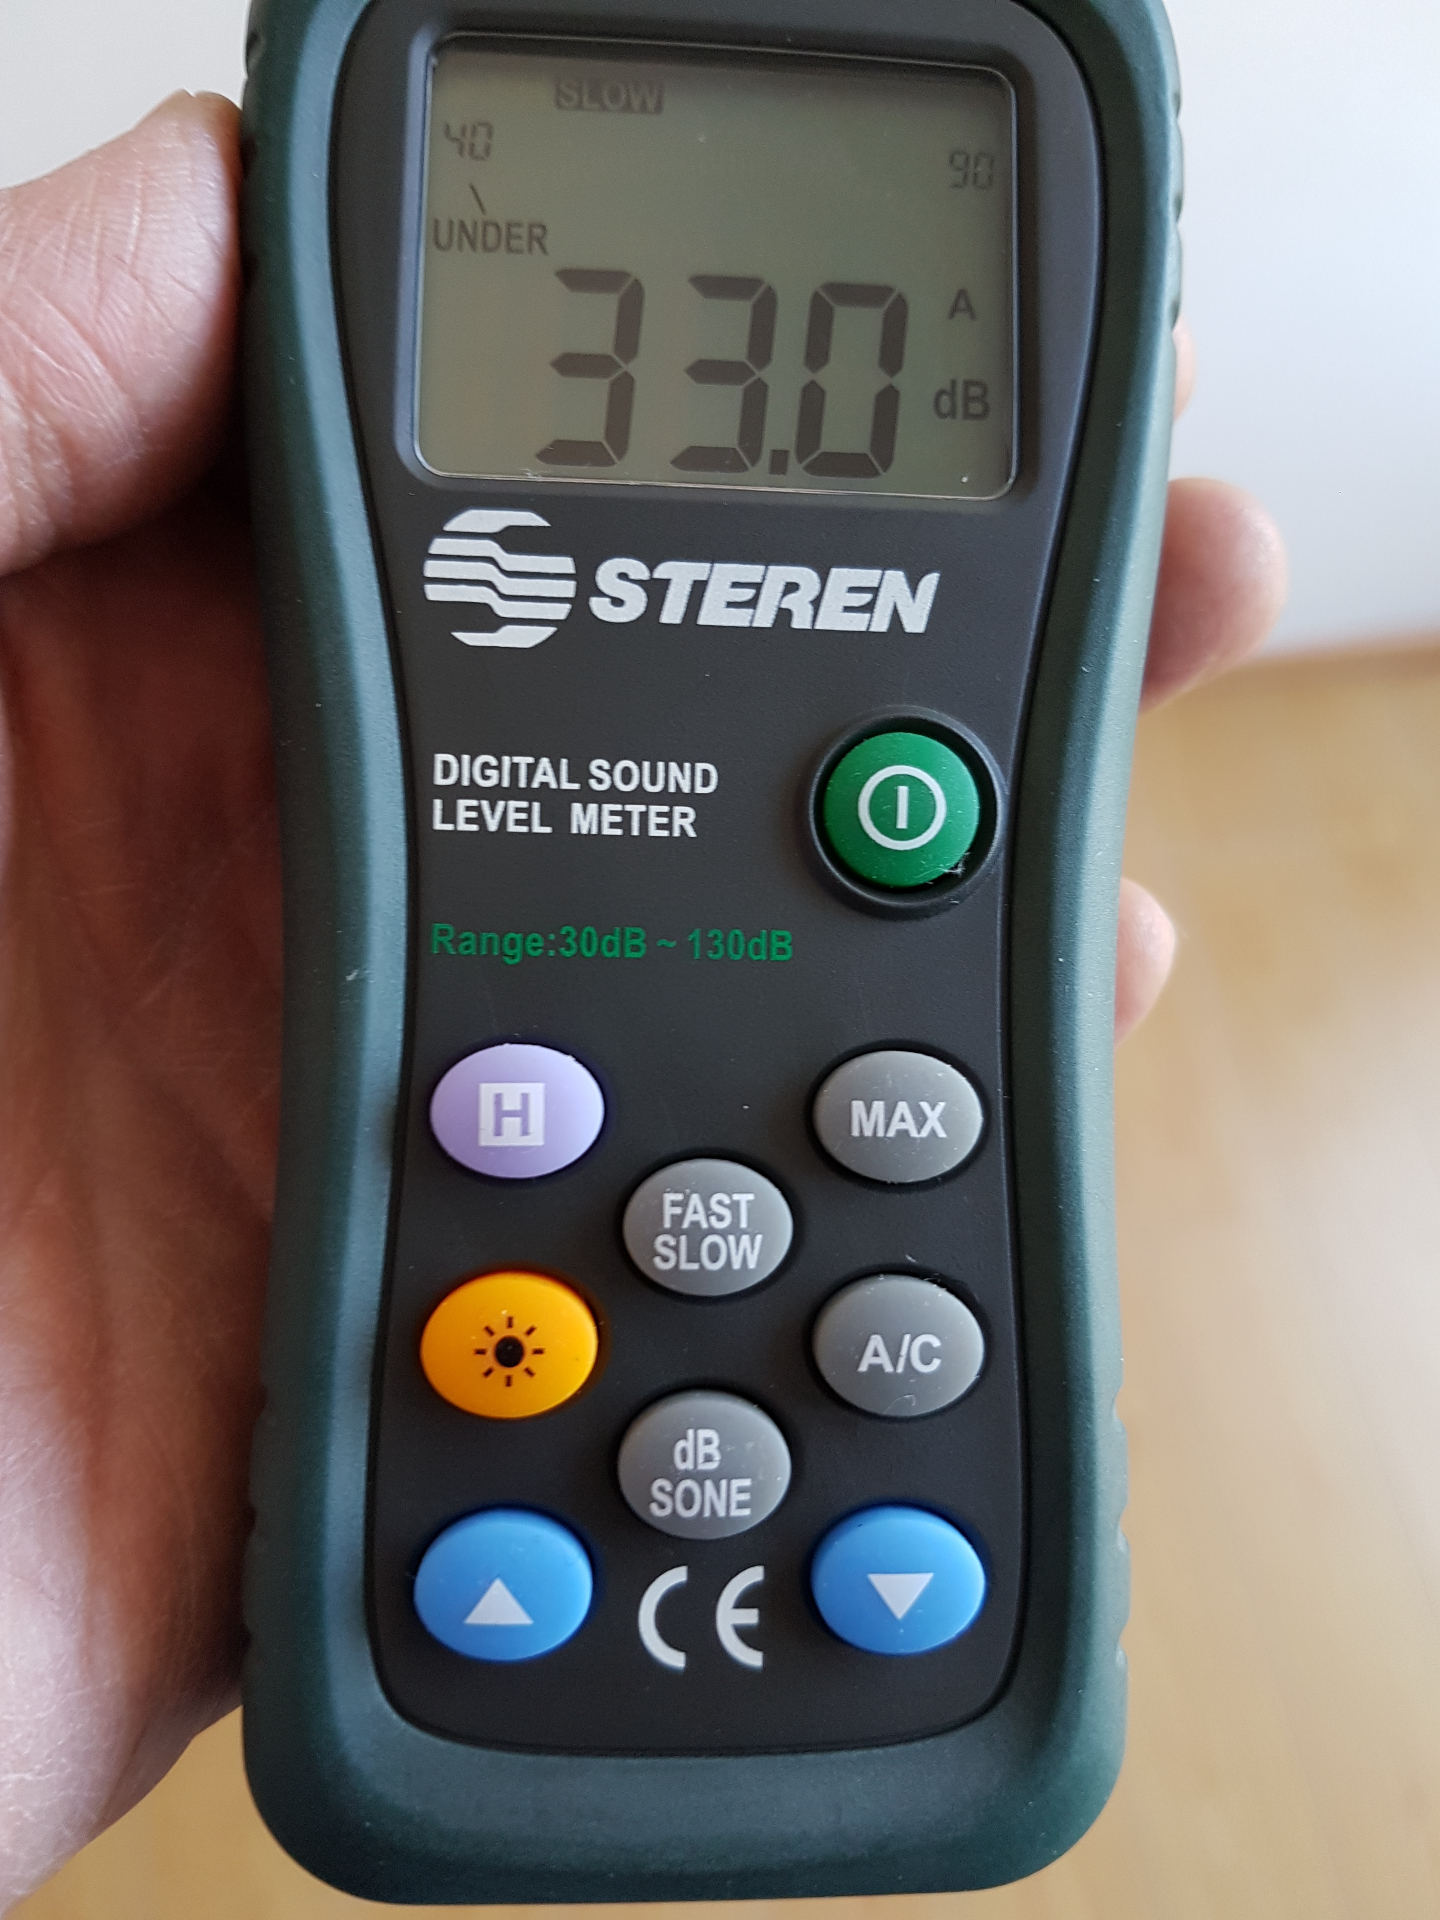 SLOW
40
90
UNDER
33.0
A
dB
STEREN
DIGITAL SOUND
LEVEL METER
Range:30dB ~ 130dB
H
MAX
FAST
SLOW
A/C
dB
SONE
CE